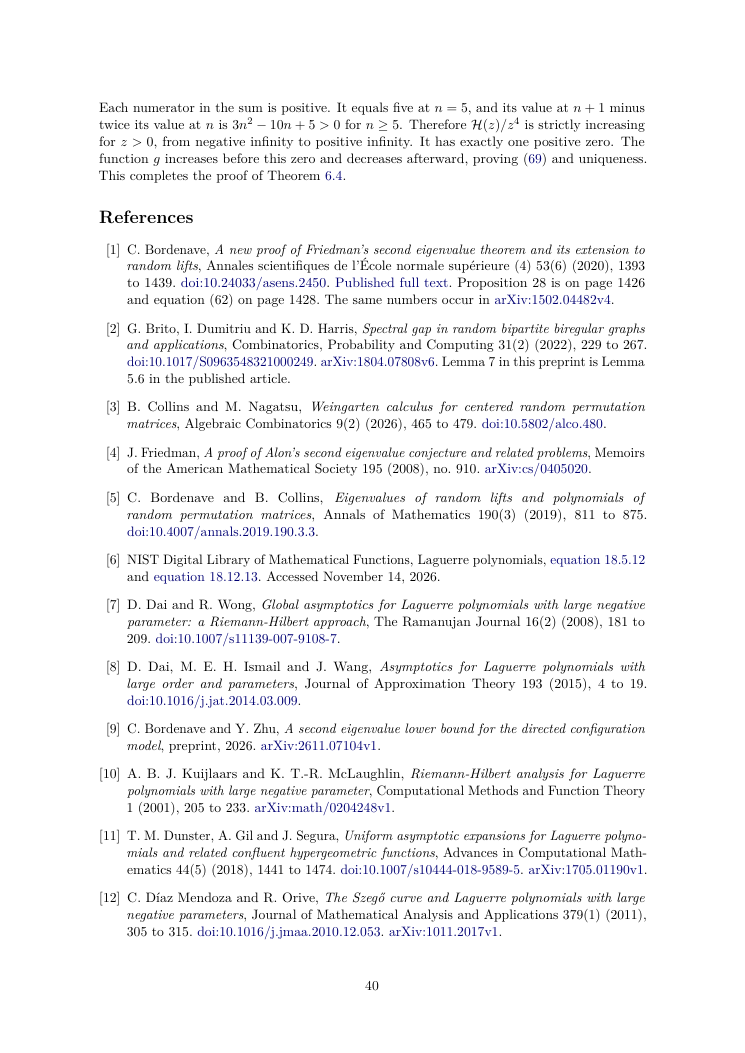 Each numerator in the sum is positive. It equals five at n = 5, and its value at n + 1 minus
twice its value at n is 3n² − 10n + 5 > 0 for n ≥ 5. Therefore ℋ(z)/z⁴ is strictly increasing
for z > 0, from negative infinity to positive infinity. It has exactly one positive zero. The
function g increases before this zero and decreases afterward, proving (69) and uniqueness.
This completes the proof of Theorem 6.4.
References
[1] C. Bordenave, A new proof of Friedman's second eigenvalue theorem and its extension to
random lifts, Annales scientifiques de l'École normale supérieure (4) 53(6) (2020), 1393
to 1439. doi:10.24033/asens.2450. Published full text. Proposition 28 is on page 1426
and equation (62) on page 1428. The same numbers occur in arXiv:1502.04482v4.
[2] G. Brito, I. Dumitriu and K. D. Harris, Spectral gap in random bipartite biregular graphs
and applications, Combinatorics, Probability and Computing 31(2) (2022), 229 to 267.
doi:10.1017/S0963548321000249. arXiv:1804.07808v6. Lemma 7 in this preprint is Lemma
5.6 in the published article.
[3] B. Collins and M. Nagatsu, Weingarten calculus for centered random permutation
matrices, Algebraic Combinatorics 9(2) (2026), 465 to 479. doi:10.5802/alco.480.
[4] J. Friedman, A proof of Alon's second eigenvalue conjecture and related problems, Memoirs
of the American Mathematical Society 195 (2008), no. 910. arXiv:cs/0405020.
[5] C. Bordenave and B. Collins, Eigenvalues of random lifts and polynomials of
random permutation matrices, Annals of Mathematics 190(3) (2019), 811 to 875.
doi:10.4007/annals.2019.190.3.3.
[6] NIST Digital Library of Mathematical Functions, Laguerre polynomials, equation 18.5.12
and equation 18.12.13. Accessed November 14, 2026.
[7] D. Dai and R. Wong, Global asymptotics for Laguerre polynomials with large negative
parameter: a Riemann-Hilbert approach, The Ramanujan Journal 16(2) (2008), 181 to
209. doi:10.1007/s11139-007-9108-7.
[8] D. Dai, M. E. H. Ismail and J. Wang, Asymptotics for Laguerre polynomials with
large order and parameters, Journal of Approximation Theory 193 (2015), 4 to 19.
doi:10.1016/j.jat.2014.03.009.
[9] C. Bordenave and Y. Zhu, A second eigenvalue lower bound for the directed configuration
model, preprint, 2026. arXiv:2611.07104v1.
[10] A. B. J. Kuijlaars and K. T.-R. McLaughlin, Riemann-Hilbert analysis for Laguerre
polynomials with large negative parameter, Computational Methods and Function Theory
1 (2001), 205 to 233. arXiv:math/0204248v1.
[11] T. M. Dunster, A. Gil and J. Segura, Uniform asymptotic expansions for Laguerre polyno-
mials and related confluent hypergeometric functions, Advances in Computational Math-
ematics 44(5) (2018), 1441 to 1474. doi:10.1007/s10444-018-9589-5. arXiv:1705.01190v1.
[12] C. Díaz Mendoza and R. Orive, The Szegő curve and Laguerre polynomials with large
negative parameters, Journal of Mathematical Analysis and Applications 379(1) (2011),
305 to 315. doi:10.1016/j.jmaa.2010.12.053. arXiv:1011.2017v1.
40